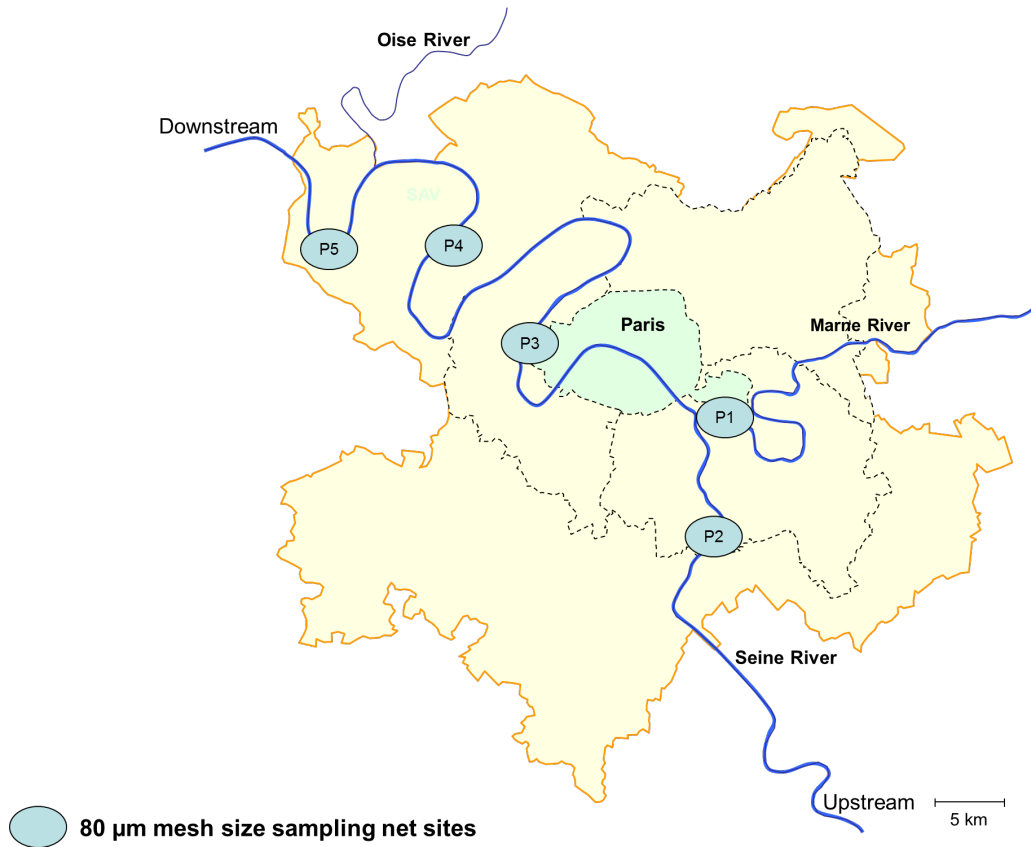 Oise River
Downstream
SAV
P5
P4
Paris
Marne River
P3
P1
P2
Seine River
Upstream
5 km
80 µm mesh size sampling net sites